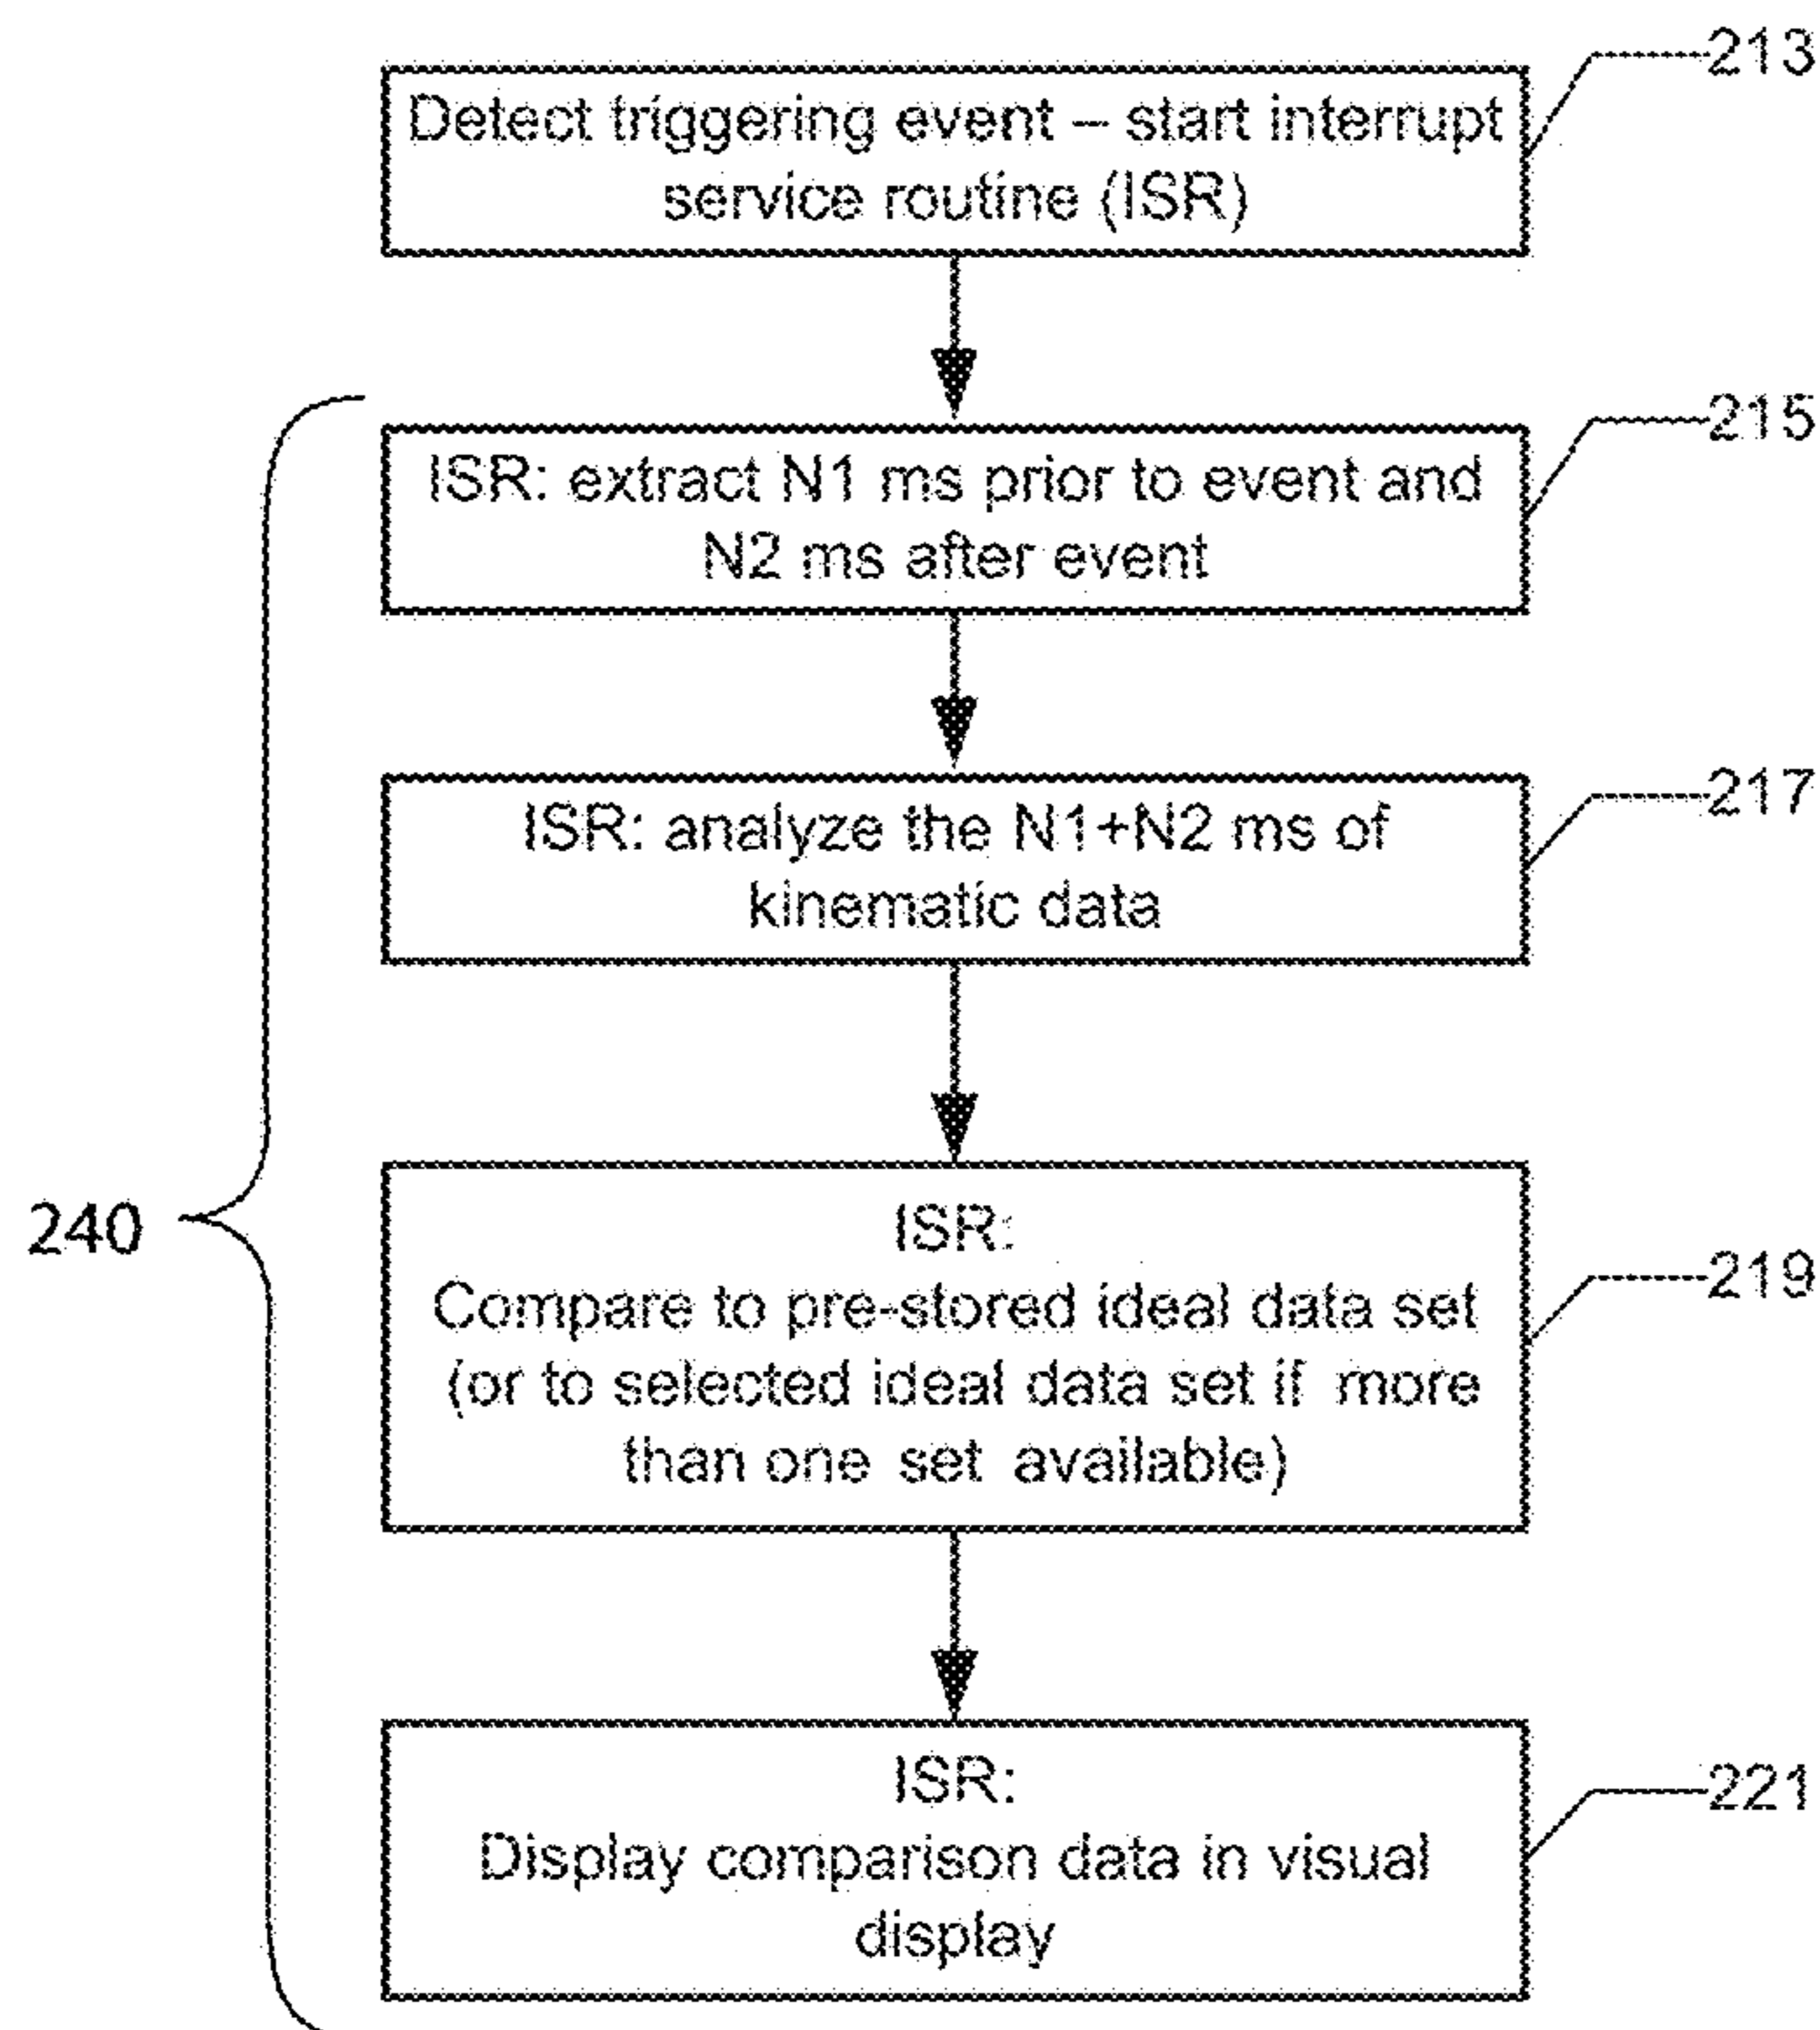 213
Detect triggering event – start interrupt
service routine (ISR)
215
ISR: extract N1 ms prior to event and
N2 ms after event
217
ISR: analyze the N1+N2 ms of
kinematic data
240
219
ISR:
Compare to pre-stored ideal data set
(or to selected ideal data set if more
than one set available)
221
ISR:
Display comparison data in visual
display